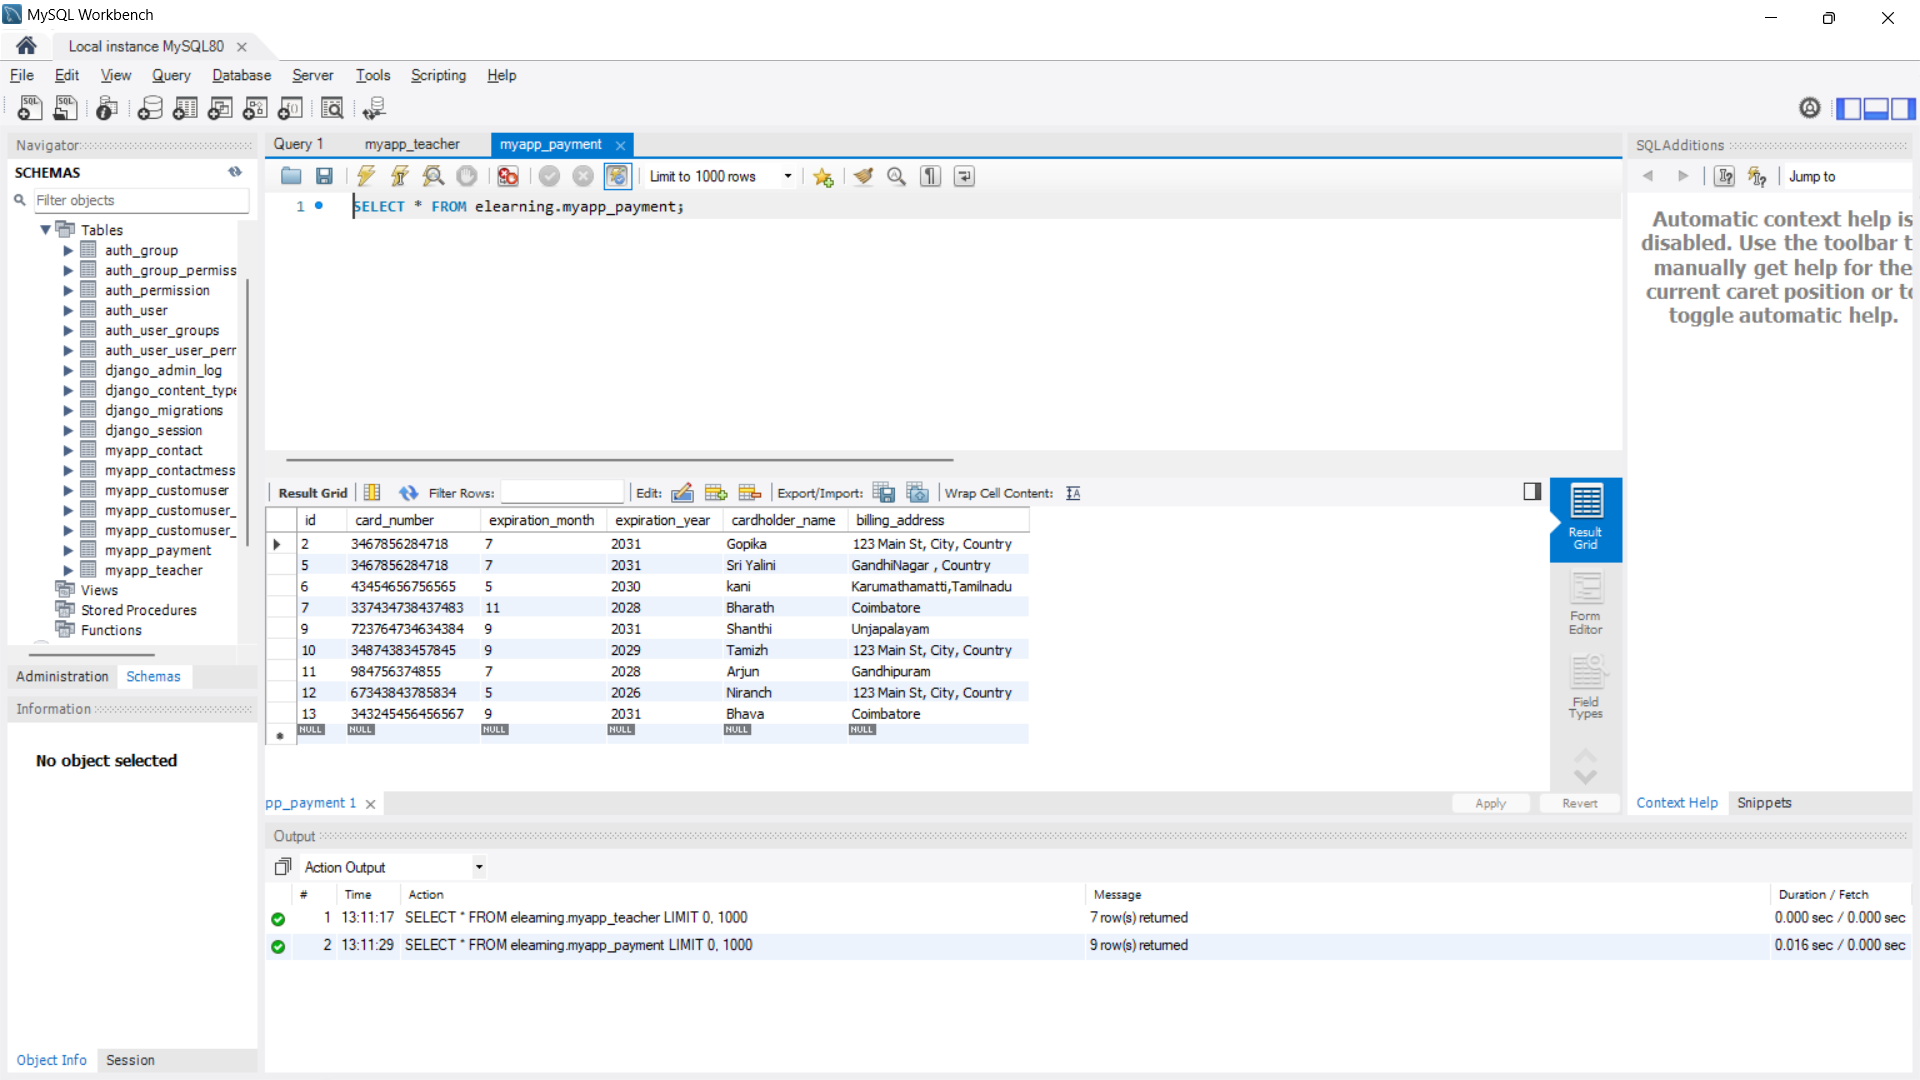 MySQL Workbench
Local instance MySQL80
File Edit View Query Database Server Tools Scripting Help
Navigator
SCHEMAS
Filter objects
Tables
auth_group
auth_group_permiss
auth_permission
auth_user
auth_user_groups
auth_user_user_perr
django_admin_log
django_content_type
django_migrations
django_session
myapp_contact
myapp_contactmess
myapp_customuser
myapp_customuser_
myapp_customuser_
myapp_payment
myapp_teacher
Views
Stored Procedures
Functions
Administration Schemas
Information
No object selected
Object Info Session
Query 1 myapp_teacher myapp_payment
Limit to 1000 rows
1 SELECT * FROM elearning.myapp_payment;
Result Grid Filter Rows: Edit: Export/Import: Wrap Cell Content:
id card_number expiration_month expiration_year cardholder_name billing_address
2 3467856284718 7 2031 Gopika 123 Main St, City, Country
5 3467856284718 7 2031 Sri Yalini GandhiNagar , Country
6 43454656756565 5 2030 kani Karumathamatti,Tamilnadu
7 337434738437483 11 2028 Bharath Coimbatore
9 723764734634384 9 2031 Shanthi Unjapalayam
10 34874383457845 9 2029 Tamizh 123 Main St, City, Country
11 984756374855 7 2028 Arjun Gandhipuram
12 67343843785834 5 2026 Niranch 123 Main St, City, Country
13 343245456456567 9 2031 Bhava Coimbatore
NULL NULL NULL NULL NULL NULL
Result
Grid
Form
Editor
Field
Types
pp_payment 1
Apply Revert
SQLAdditions
Jump to
Automatic context help is
disabled. Use the toolbar t
manually get help for the
current caret position or to
toggle automatic help.
Context Help Snippets
Output
Action Output
# Time Action Message Duration / Fetch
1 13:11:17 SELECT * FROM elearning.myapp_teacher LIMIT 0, 1000 7 row(s) returned 0.000 sec / 0.000 sec
2 13:11:29 SELECT * FROM elearning.myapp_payment LIMIT 0, 1000 9 row(s) returned 0.016 sec / 0.000 sec